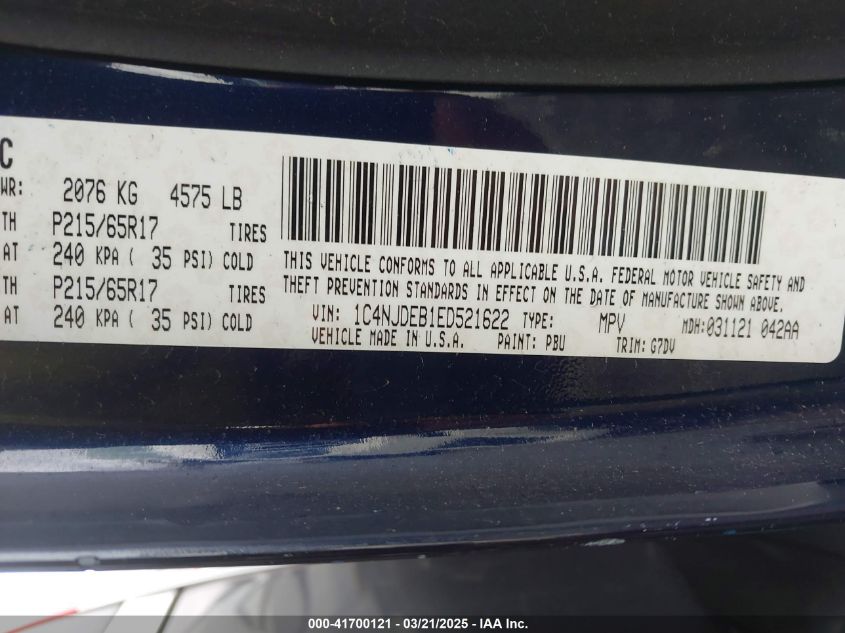 C
WR: 2076 KG 4575 LB
TH P215/65R17 TIRES
AT 240 KPA ( 35 PSI) COLD
TH P215/65R17 TIRES
AT 240 KPA ( 35 PSI) COLD
THIS VEHICLE CONFORMS TO ALL APPLICABLE U.S.A. FEDERAL MOTOR VEHICLE SAFETY AND
THEFT PREVENTION STANDARDS IN EFFECT ON THE DATE OF MANUFACTURE SHOWN ABOVE.
VIN: 1C4NJDEB1ED521622 TYPE: MPV MDH:031121 042AA
VEHICLE MADE IN U.S.A. PAINT: PBU TRIM: G7DV
000-41700121 - 03/21/2025 - IAA Inc.